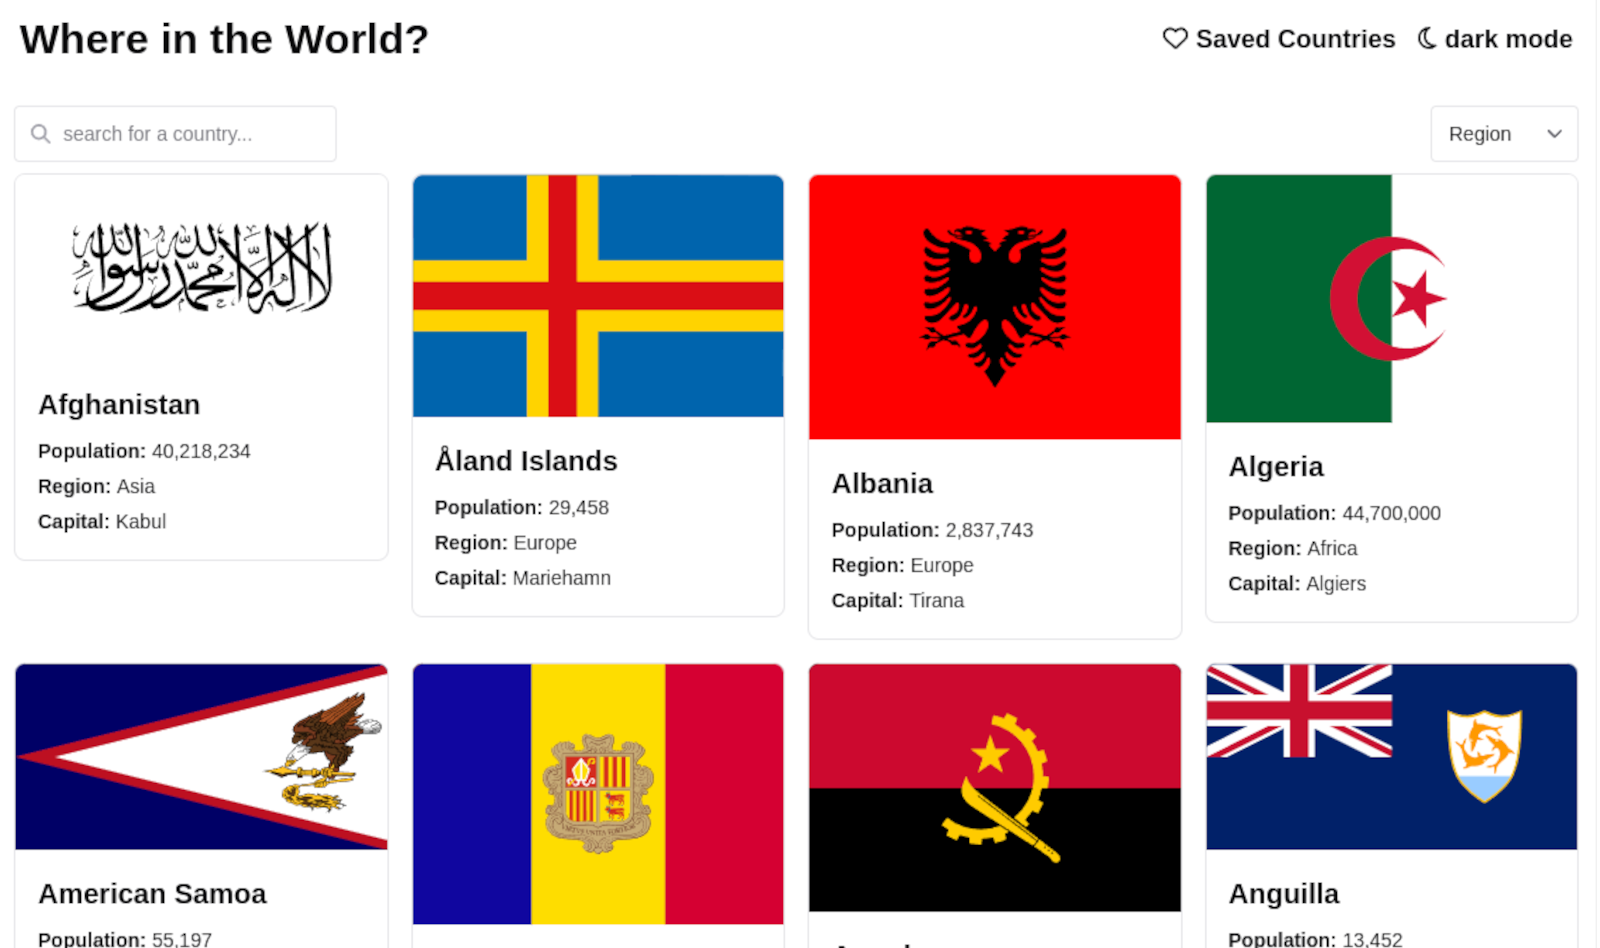 Where in the World?
Saved Countries
dark mode
search for a country...
Region
لا إله إلا الله محمد رسول الله
Afghanistan
Population: 40,218,234
Region: Asia
Capital: Kabul
Åland Islands
Population: 29,458
Region: Europe
Capital: Mariehamn
Albania
Population: 2,837,743
Region: Europe
Capital: Tirana
Algeria
Population: 44,700,000
Region: Africa
Capital: Algiers
American Samoa
Population: 55,197
Anguilla
Population: 13,452